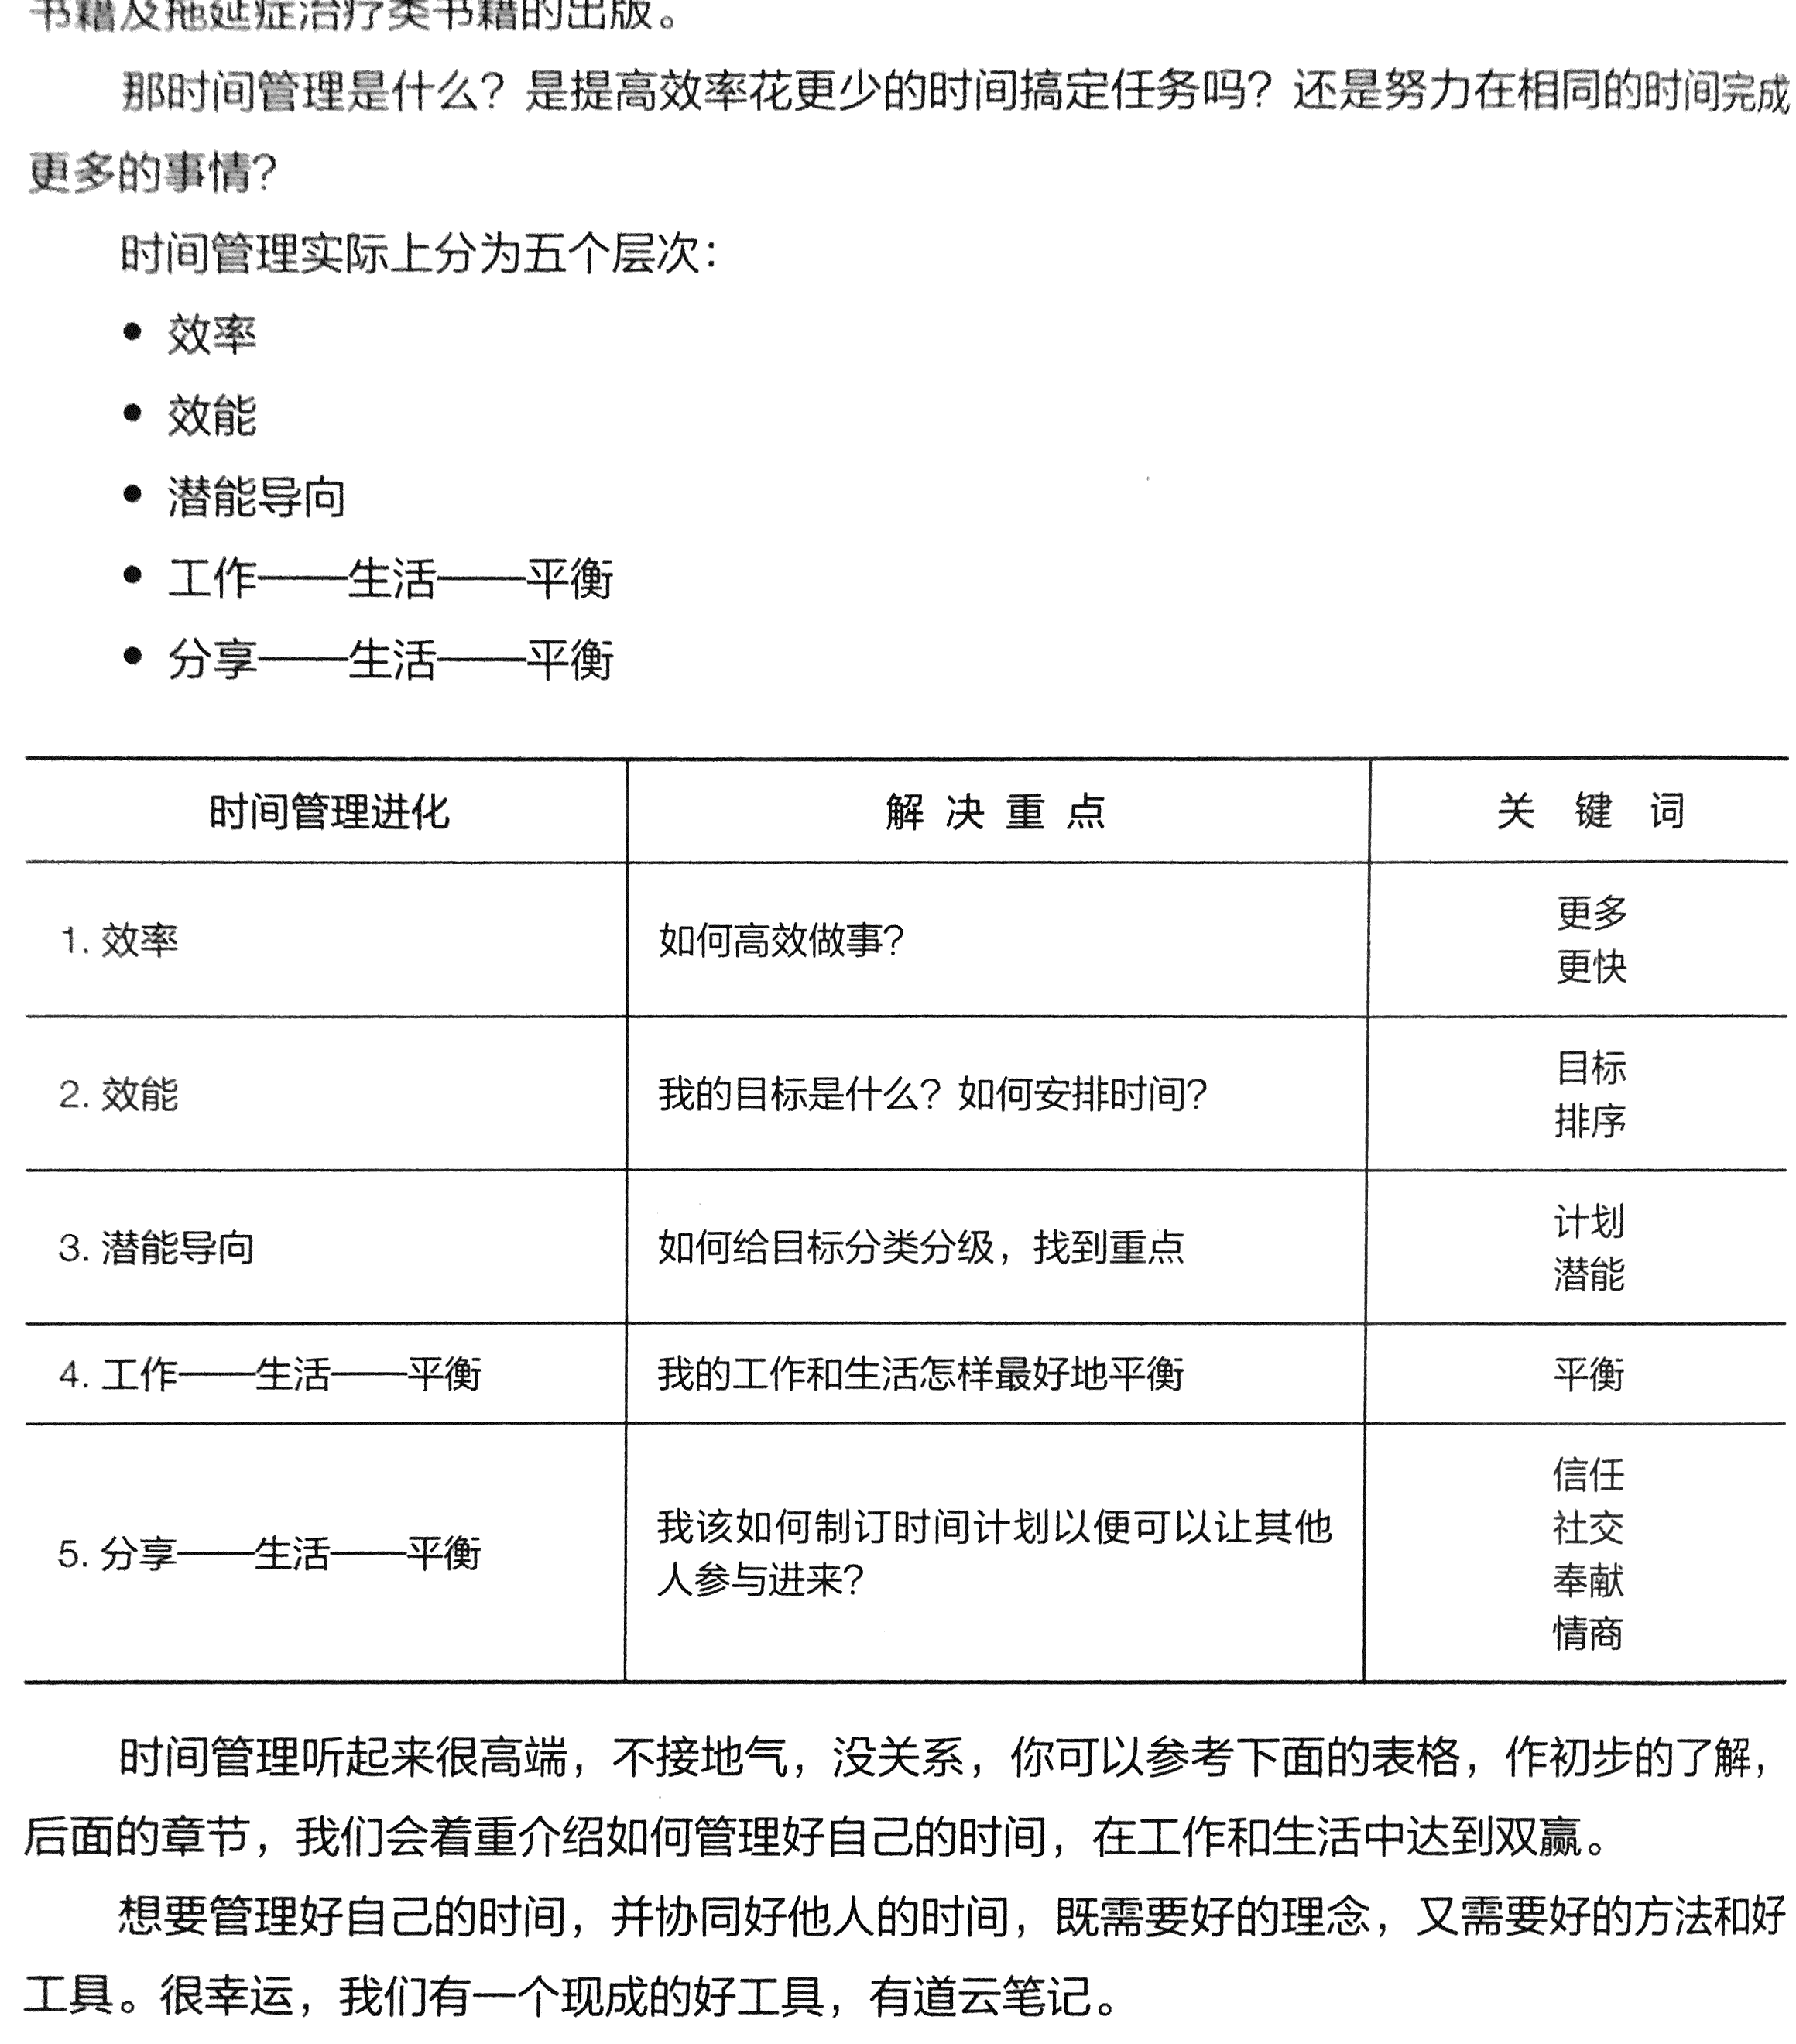 书籍及拖延症治疗类书籍的出版。
那时间管理是什么？是提高效率花更少的时间搞定任务吗？还是努力在相同的时间完成
更多的事情？
时间管理实际上分为五个层次：
● 效率
● 效能
● 潜能导向
● 工作——生活——平衡
● 分享——生活——平衡
时间管理进化 解决重点 关键词
1. 效率 如何高效做事？ 更多
更快
2. 效能 我的目标是什么？如何安排时间？ 目标
排序
3. 潜能导向 如何给目标分类分级，找到重点 计划
潜能
4. 工作——生活——平衡 我的工作和生活怎样最好地平衡 平衡
5. 分享——生活——平衡 我该如何制订时间计划以便可以让其他
人参与进来？
信任
社交
奉献
情商
时间管理听起来很高端，不接地气，没关系，你可以参考下面的表格，作初步的了解，
后面的章节，我们会着重介绍如何管理好自己的时间，在工作和生活中达到双赢。
想要管理好自己的时间，并协同好他人的时间，既需要好的理念，又需要好的方法和好
工具。很幸运，我们有一个现成的好工具，有道云笔记。